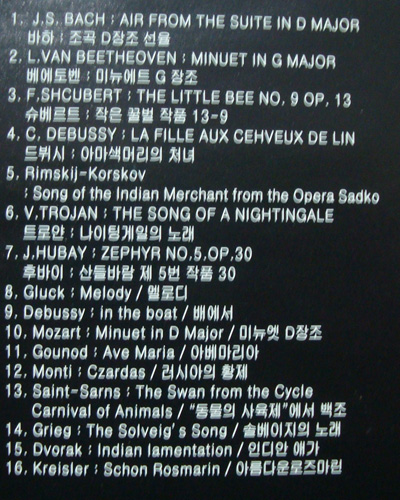 1. J.S. BACH : AIR FROM THE SUITE IN D MAJOR
바하 : 조곡 D장조 선율
2. L.VAN BEETHEOVEN : MINUET IN G MAJOR
베에토벤 : 미뉴에트 G 장조
3. F.SHCUBERT : THE LITTLE BEE NO. 9 OP. 13
슈베르트 : 작은 꿀벌 작품 13-9
4. C. DEBUSSY : LA FILLE AUX CEHVEUX DE LIN
드뷔시 : 아마색머리의 처녀
5. Rimskij-Korskov
: Song of the Indian Merchant from the Opera Sadko
6. V.TROJAN : THE SONG OF A NIGHTINGALE
트로얀 : 나이팅게일의 노래
7. J.HUBAY : ZEPHYR NO.5.OP.30
후바이 : 산들바람 제 5번 작품 30
8. Gluck : Melody / 멜로디
9. Debussy : in the boat / 배에서
10. Mozart : Minuet in D Major / 미뉴엣 D장조
11. Gounod : Ave Maria / 아베마리아
12. Monti : Czardas / 러시아의 황제
13. Saint-Sarns : The Swan from the Cycle
Carnival of Animals / "동물의 사육제"에서 백조
14. Grieg : The Solveig's Song / 솔베이지의 노래
15. Dvorak : Indian lamentation / 인디안 애가
16. Kreisler : Schon Rosmarin / 아름다운로즈마린